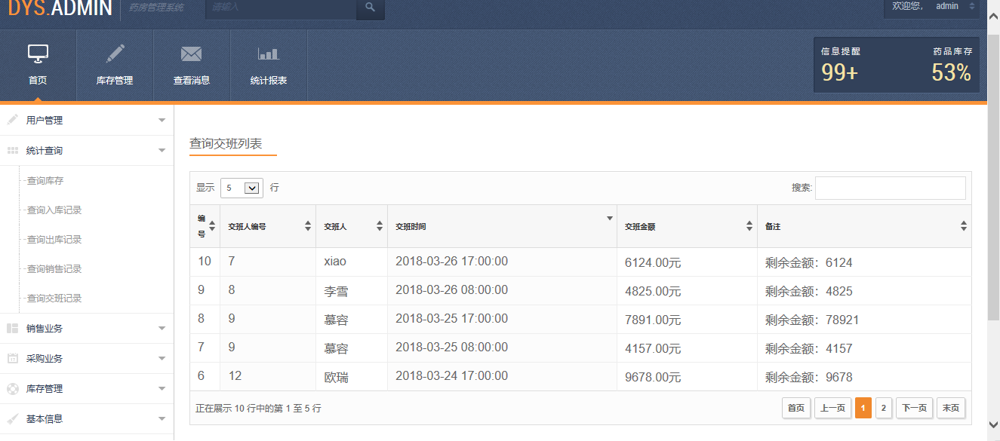 DYS.ADMIN 药房管理系统 请输入 欢迎您, admin
首页 库存管理 查看消息 统计报表
信息提醒 药品库存
99+ 53%
用户管理
统计查询
查询库存
查询入库记录
查询出库记录
查询销售记录
查询交班记录
销售业务
采购业务
库存管理
基本信息
查询交班列表
显示 5 行 搜索:
编号 交班人编号 交班人 交班时间 交班金额 备注
10 7 xiao 2018-03-26 17:00:00 6124.00元 剩余金额：6124
9 8 李雪 2018-03-26 08:00:00 4825.00元 剩余金额：4825
8 9 慕容 2018-03-25 17:00:00 7891.00元 剩余金额：78921
7 9 慕容 2018-03-25 08:00:00 4157.00元 剩余金额：4157
6 12 欧瑞 2018-03-24 17:00:00 9678.00元 剩余金额：9678
正在展示 10 行中的第 1 至 5 行 首页 上一页 1 2 下一页 末页